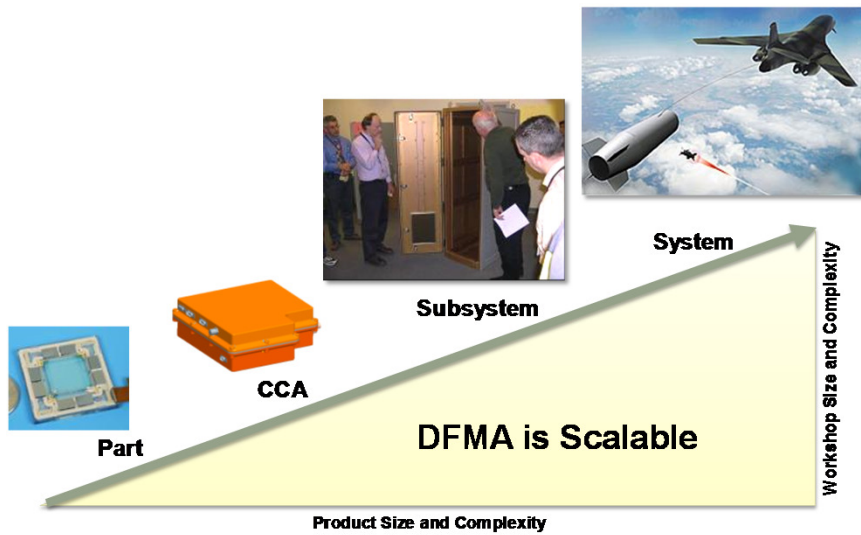 System
Subsystem
CCA
Part
DFMA is Scalable
Product Size and Complexity
Workshop Size and Complexity